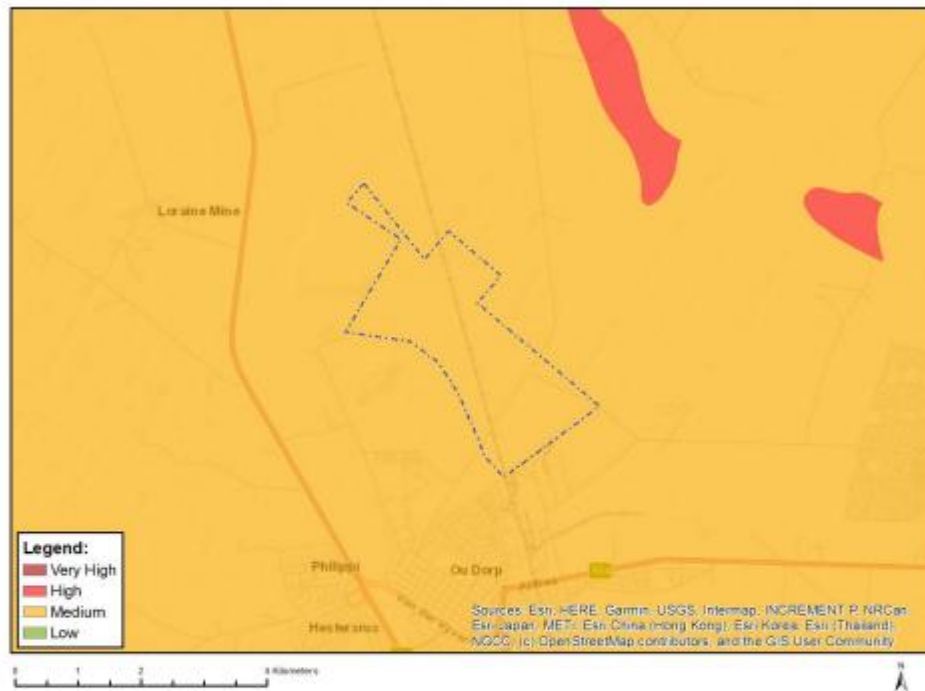 Loraine Mine
Legend:
Very High
High
Medium
Low
Philippi
Ou Dorp
Sources: Esri, HERE, Garmin, USGS, Intermap, INCREMENT P, NRCan,
Esri Japan, METI, Esri China (Hong Kong), Esri Korea, Esri (Thailand),
NGCC, (c) OpenStreetMap contributors, and the GIS User Community
0 1 2 4 Kilometers
N